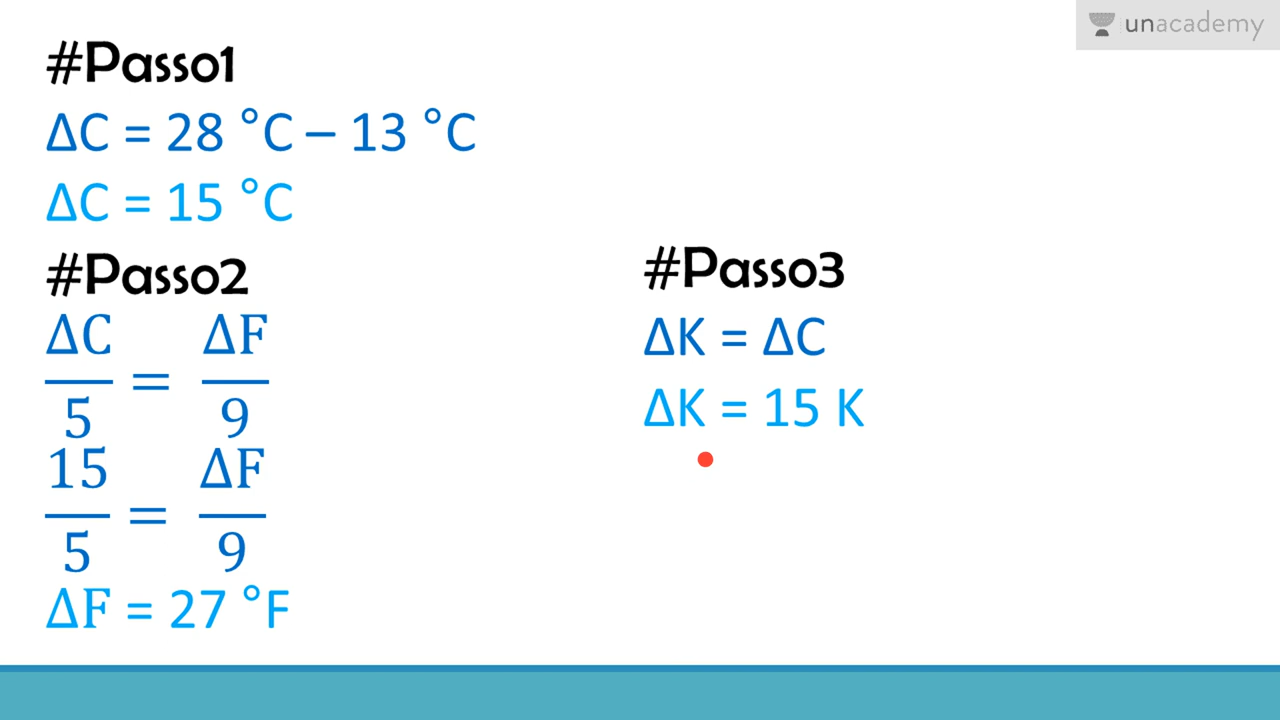 unacademy
#Passo1
ΔC = 28 °C – 13 °C
ΔC = 15 °C
#Passo2
ΔC/5 = ΔF/9
15/5 = ΔF/9
ΔF = 27 °F
#Passo3
ΔK = ΔC
ΔK = 15 K